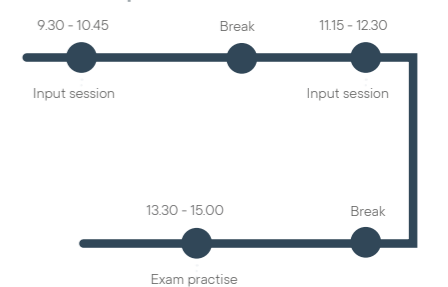 9.30 - 10.45
Break
11.15 - 12.30
Input session
Input session
Break
13.30 - 15.00
Exam practise